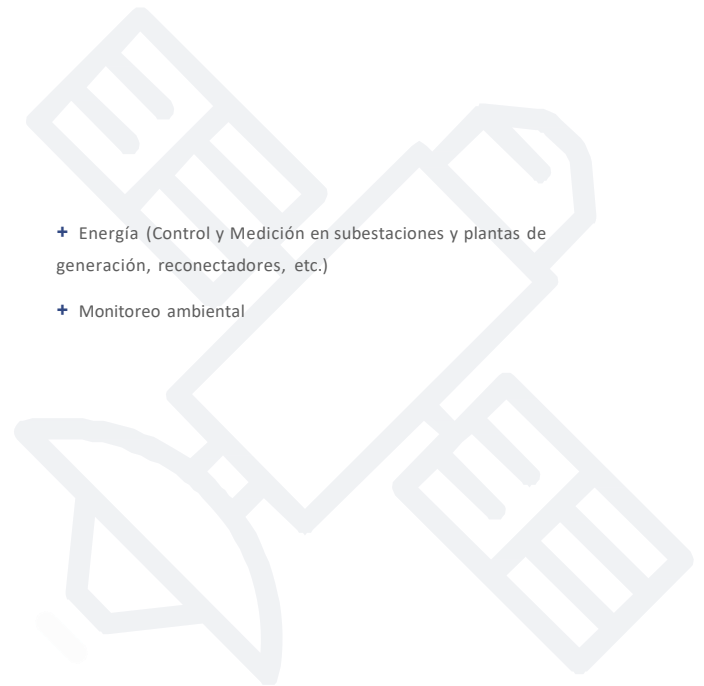 + Energía (Control y Medición en subestaciones y plantas de
generación, reconectadores, etc.)
+ Monitoreo ambiental